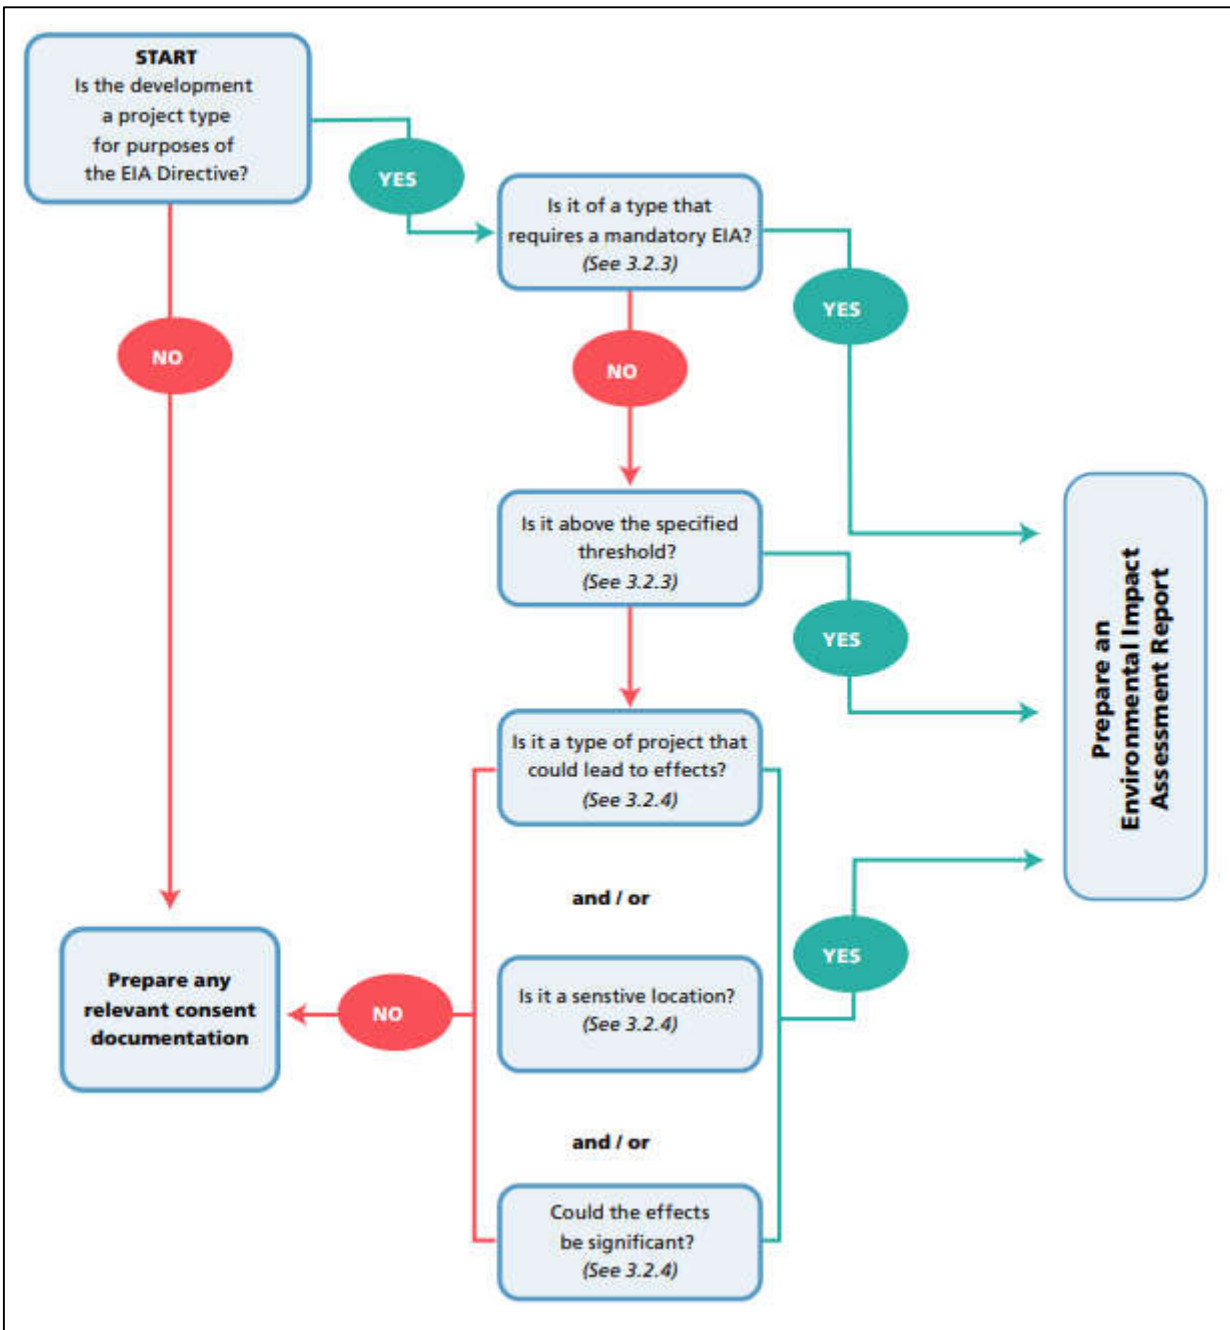 START
Is the development
a project type
for purposes of
the EIA Directive?
YES
Is it of a type that
requires a mandatory EIA?
(See 3.2.3)
YES
NO
NO
Is it above the specified
threshold?
(See 3.2.3)
YES
Prepare an
Environmental Impact
Assessment Report
Is it a type of project that
could lead to effects?
(See 3.2.4)
and / or
YES
Prepare any
relevant consent
documentation
NO
Is it a senstive location?
(See 3.2.4)
and / or
Could the effects
be significant?
(See 3.2.4)